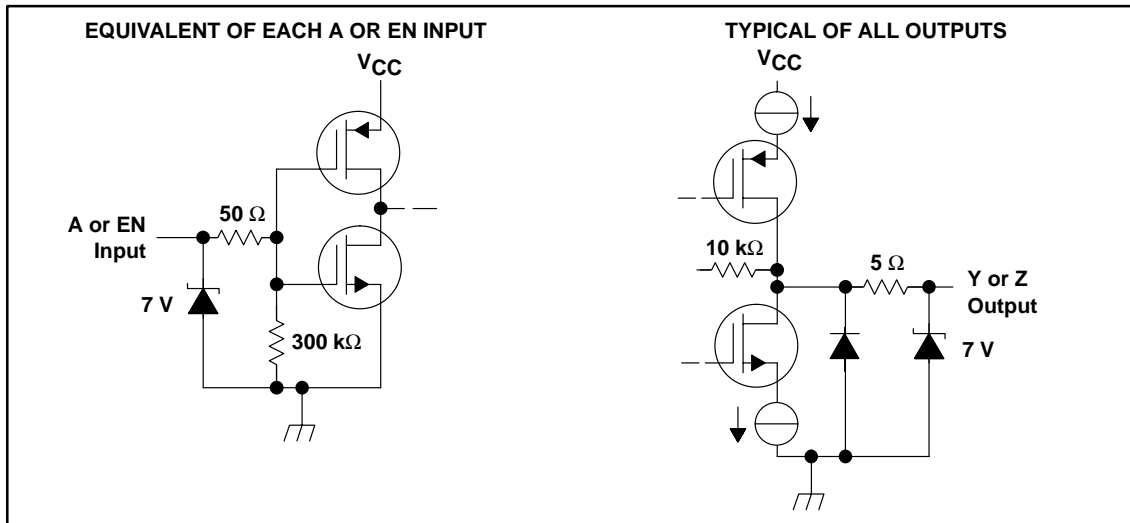 EQUIVALENT OF EACH A OR EN INPUT
VCC
50 Ω
A or EN
Input
7 V
300 kΩ
TYPICAL OF ALL OUTPUTS
VCC
10 kΩ
5 Ω
Y or Z
Output
7 V